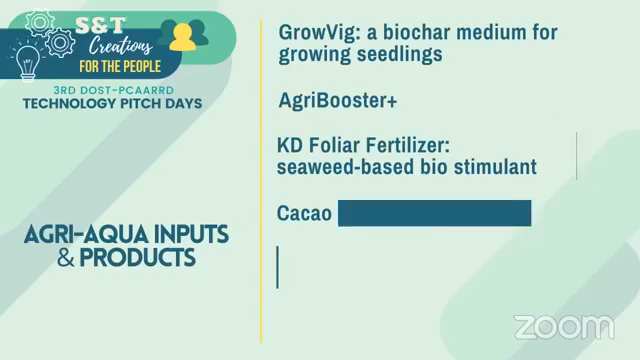 S&T
Creations
FOR THE PEOPLE
3RD DOST-PCAARRD
TECHNOLOGY PITCH DAYS
AGRI-AQUA INPUTS
& PRODUCTS
GrowVig: a biochar medium for
growing seedlings
AgriBooster+
KD Foliar Fertilizer:
seaweed-based bio stimulant
Cacao
zoom